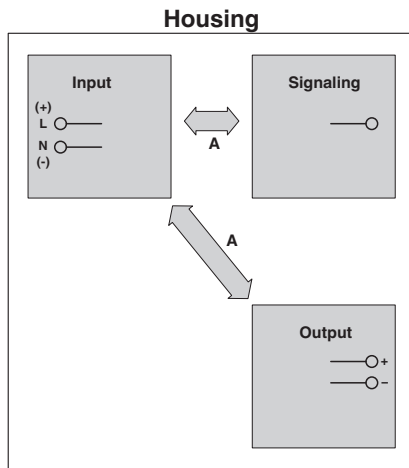 Housing
Input
Signaling
(+)
L
N
(-)
A
A
Output
+
–